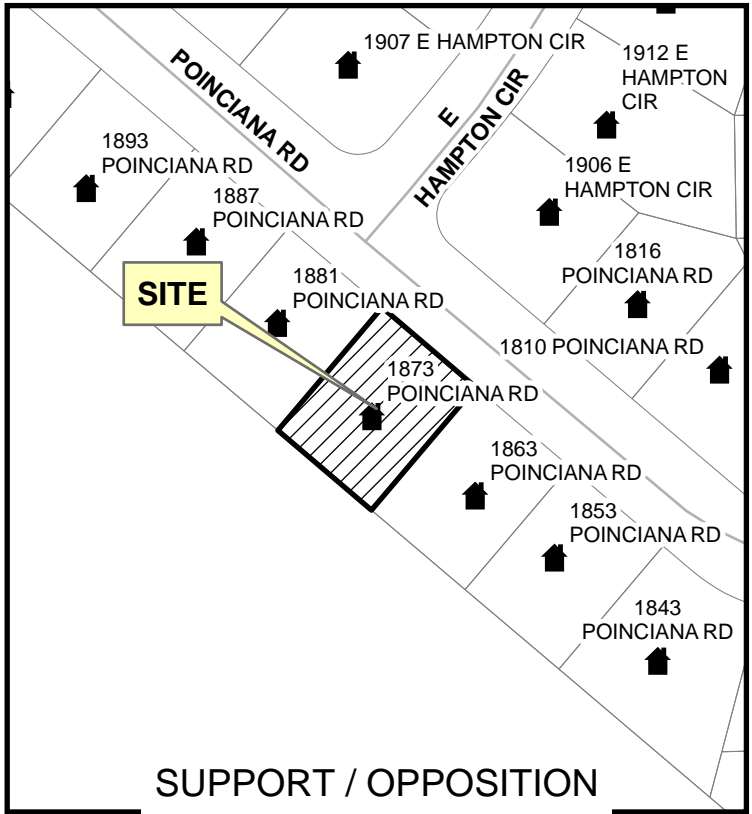 1907 E HAMPTON CIR
1912 E
HAMPTON
CIR
POINCIANA RD
E
HAMPTON CIR
1893
POINCIANA RD
1906 E
HAMPTON CIR
1887
POINCIANA RD
1816
POINCIANA RD
SITE
1881
POINCIANA RD
1810 POINCIANA RD
1873
POINCIANA RD
1863
POINCIANA RD
1853
POINCIANA RD
1843
POINCIANA RD
SUPPORT / OPPOSITION